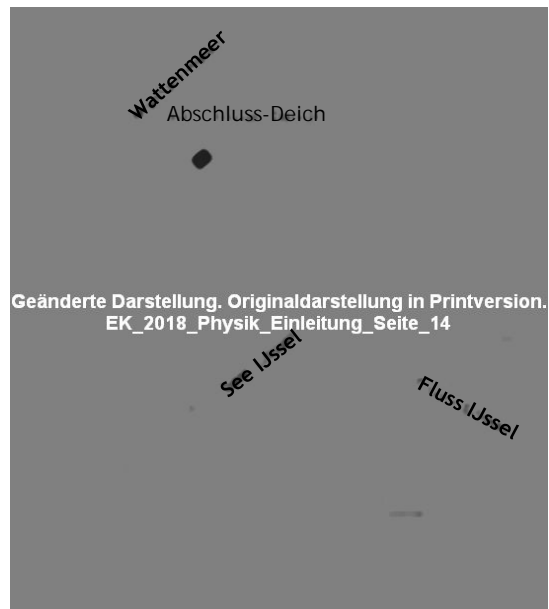 Wattenmeer
Abschluss-Deich
Geänderte Darstellung. Originaldarstellung in Printversion.
EK_2018_Physik_Einleitung_Seite_14
See IJssel
Fluss IJssel